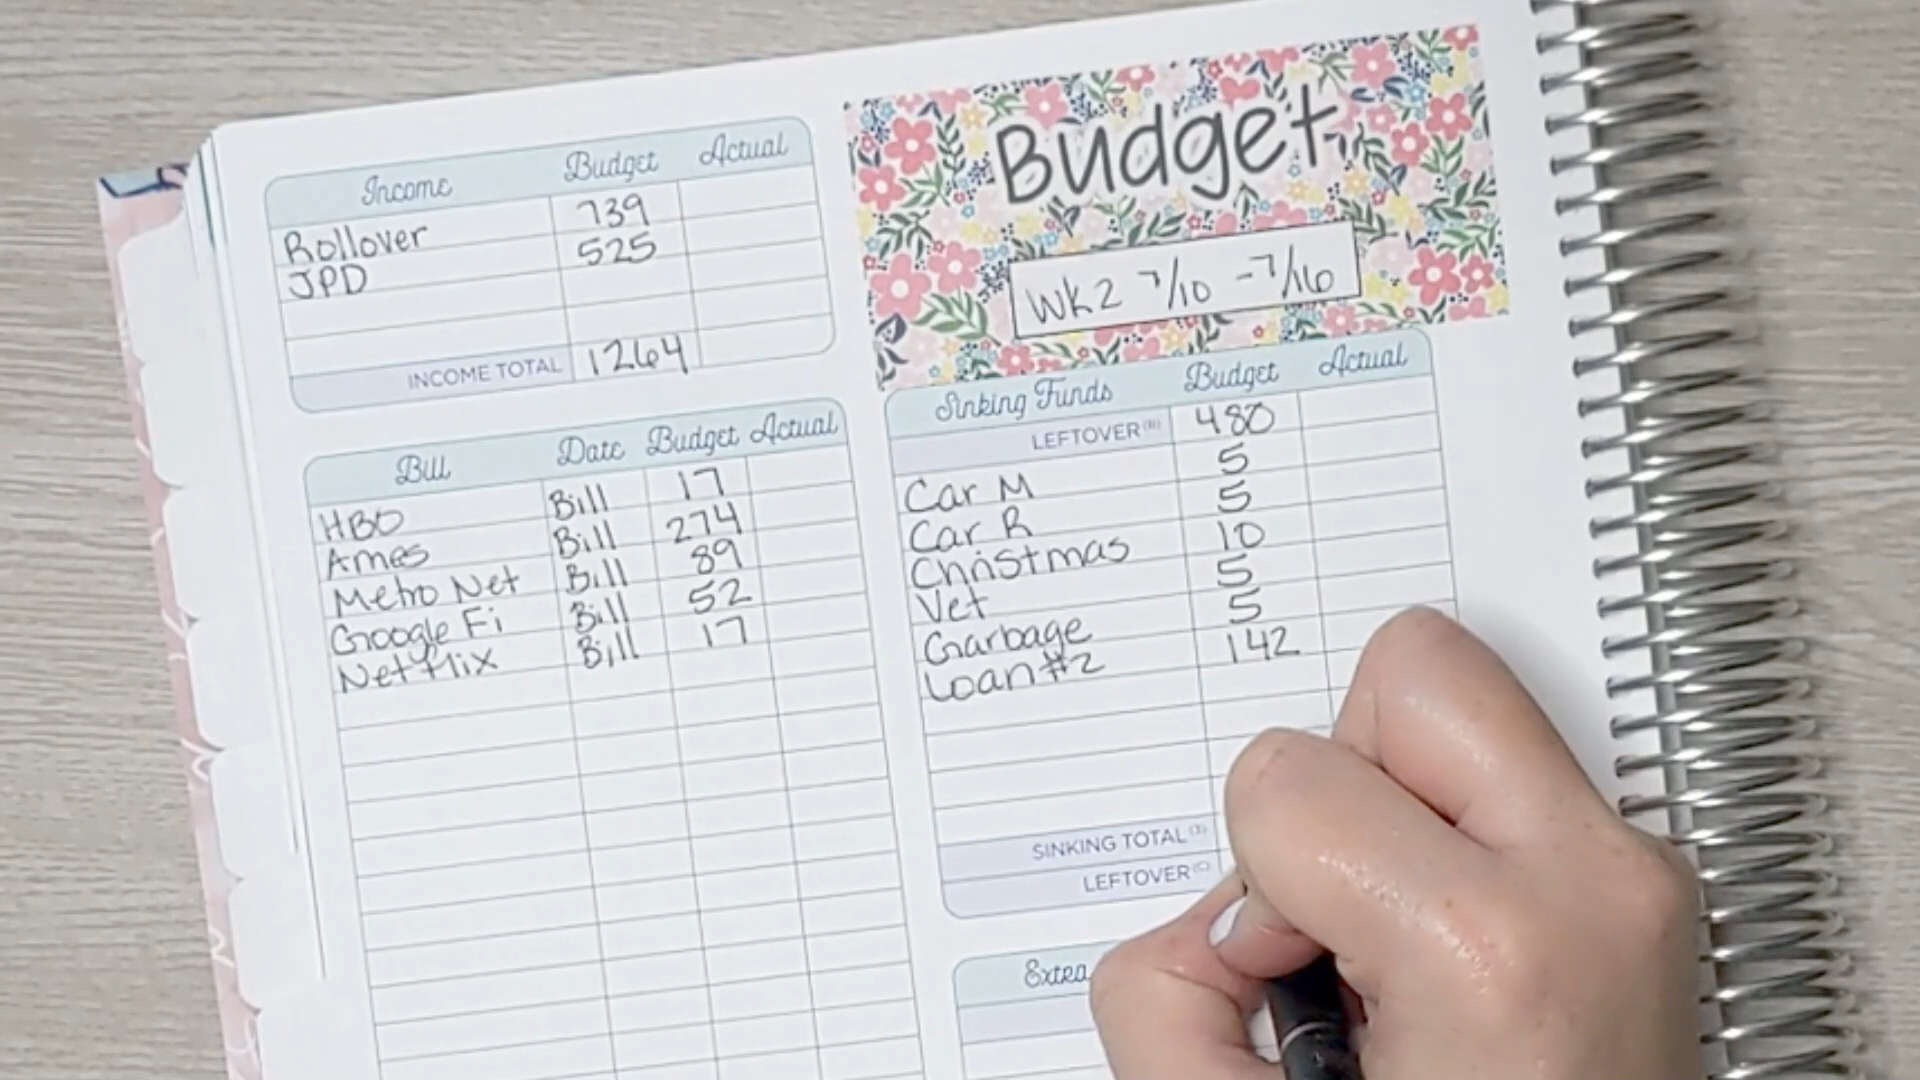 Budget
Wk2 7/10 - 7/16
Income Budget Actual
Rollover 739
JPD 525
INCOME TOTAL 1264
Bill Date Budget Actual
HBO Bill 17
Ames Bill 274
Metro Net Bill 89
Google Fi Bill 52
Netflix Bill 17
Sinking Funds Budget Actual
LEFTOVER (B) 480
Car M 5
Car R 5
Christmas 10
Vet 5
Garbage 5
Loan #2 142
SINKING TOTAL (3)
LEFTOVER (C)
Extra